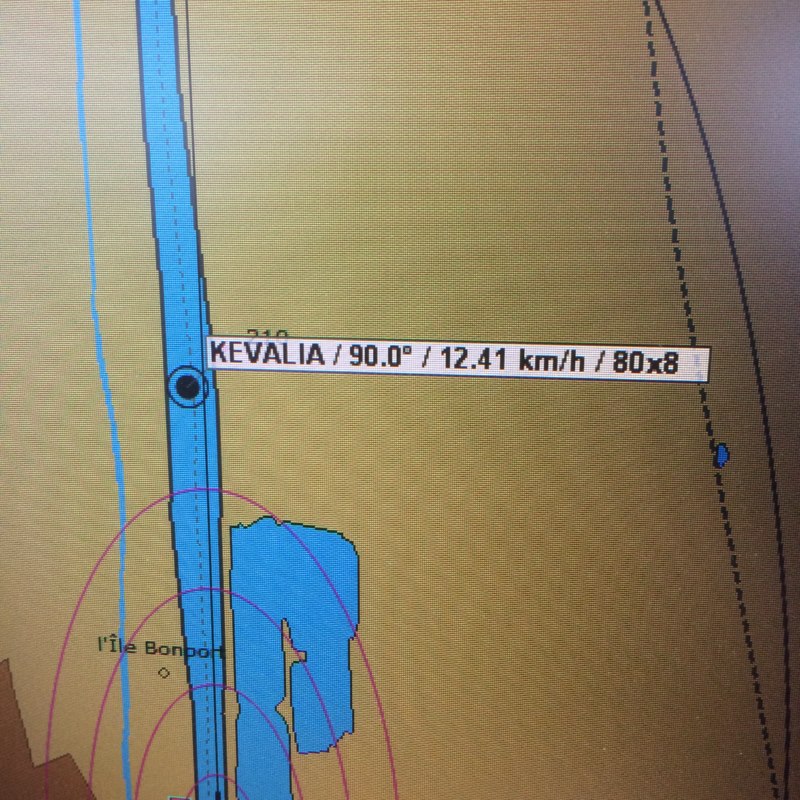 KEVALIA / 90.0° / 12.41 km/h / 80x8
l'Île Bonport